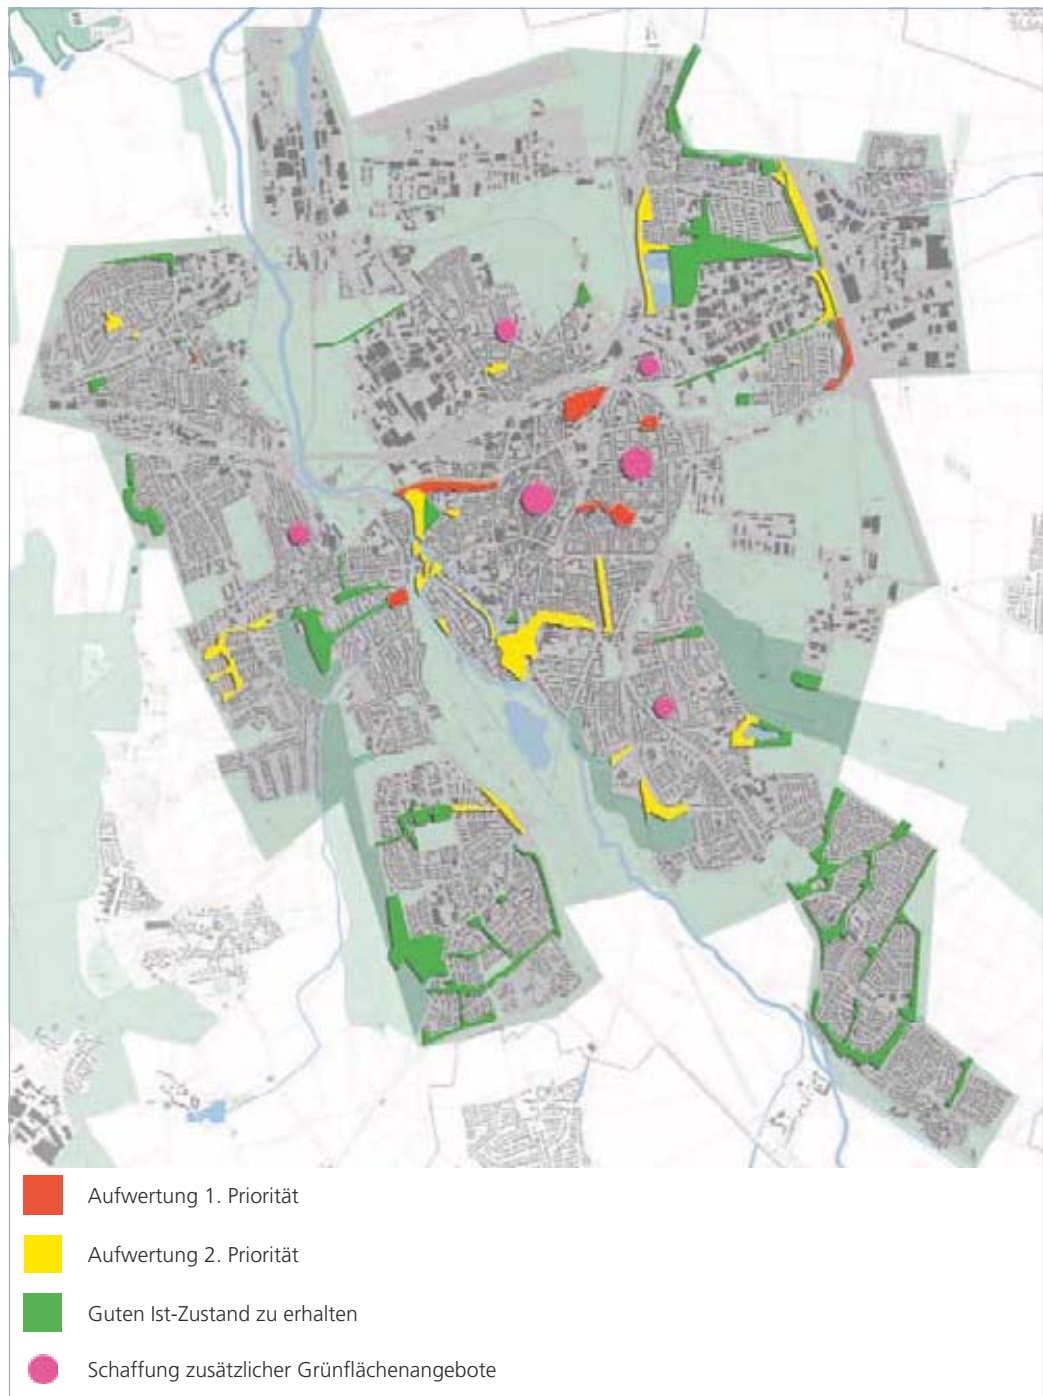 Aufwertung 1. Priorität
Aufwertung 2. Priorität
Guten Ist-Zustand zu erhalten
Schaffung zusätzlicher Grünflächenangebote